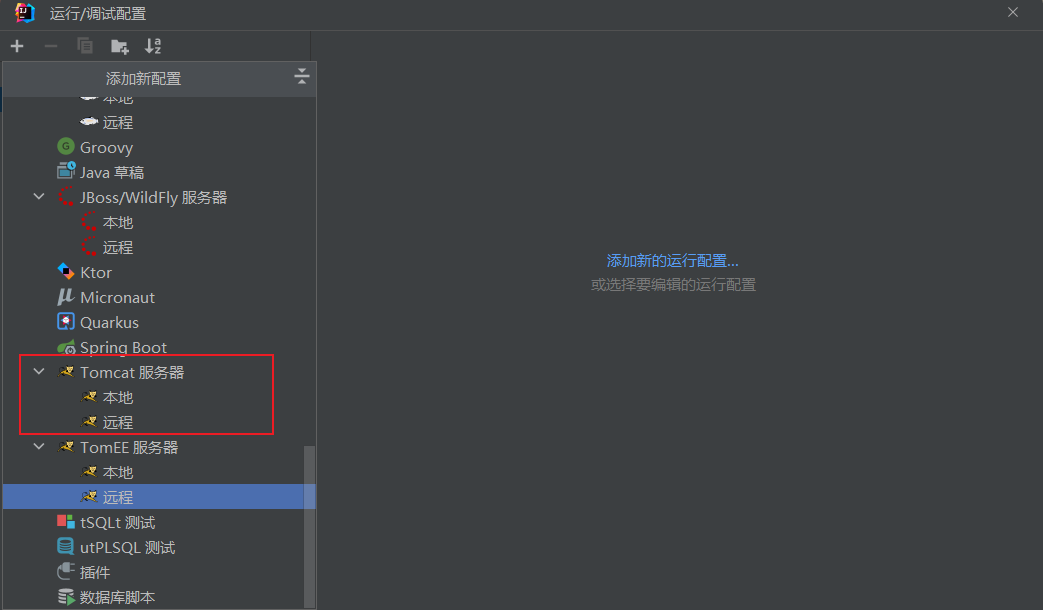 运行/调试配置
添加新配置
本地
远程
Groovy
Java 草稿
JBoss/WildFly 服务器
本地
远程
Ktor
Micronaut
Quarkus
Spring Boot
Tomcat 服务器
本地
远程
TomEE 服务器
本地
远程
tSQLt 测试
utPLSQL 测试
插件
数据库脚本
添加新的运行配置...
或选择要编辑的运行配置